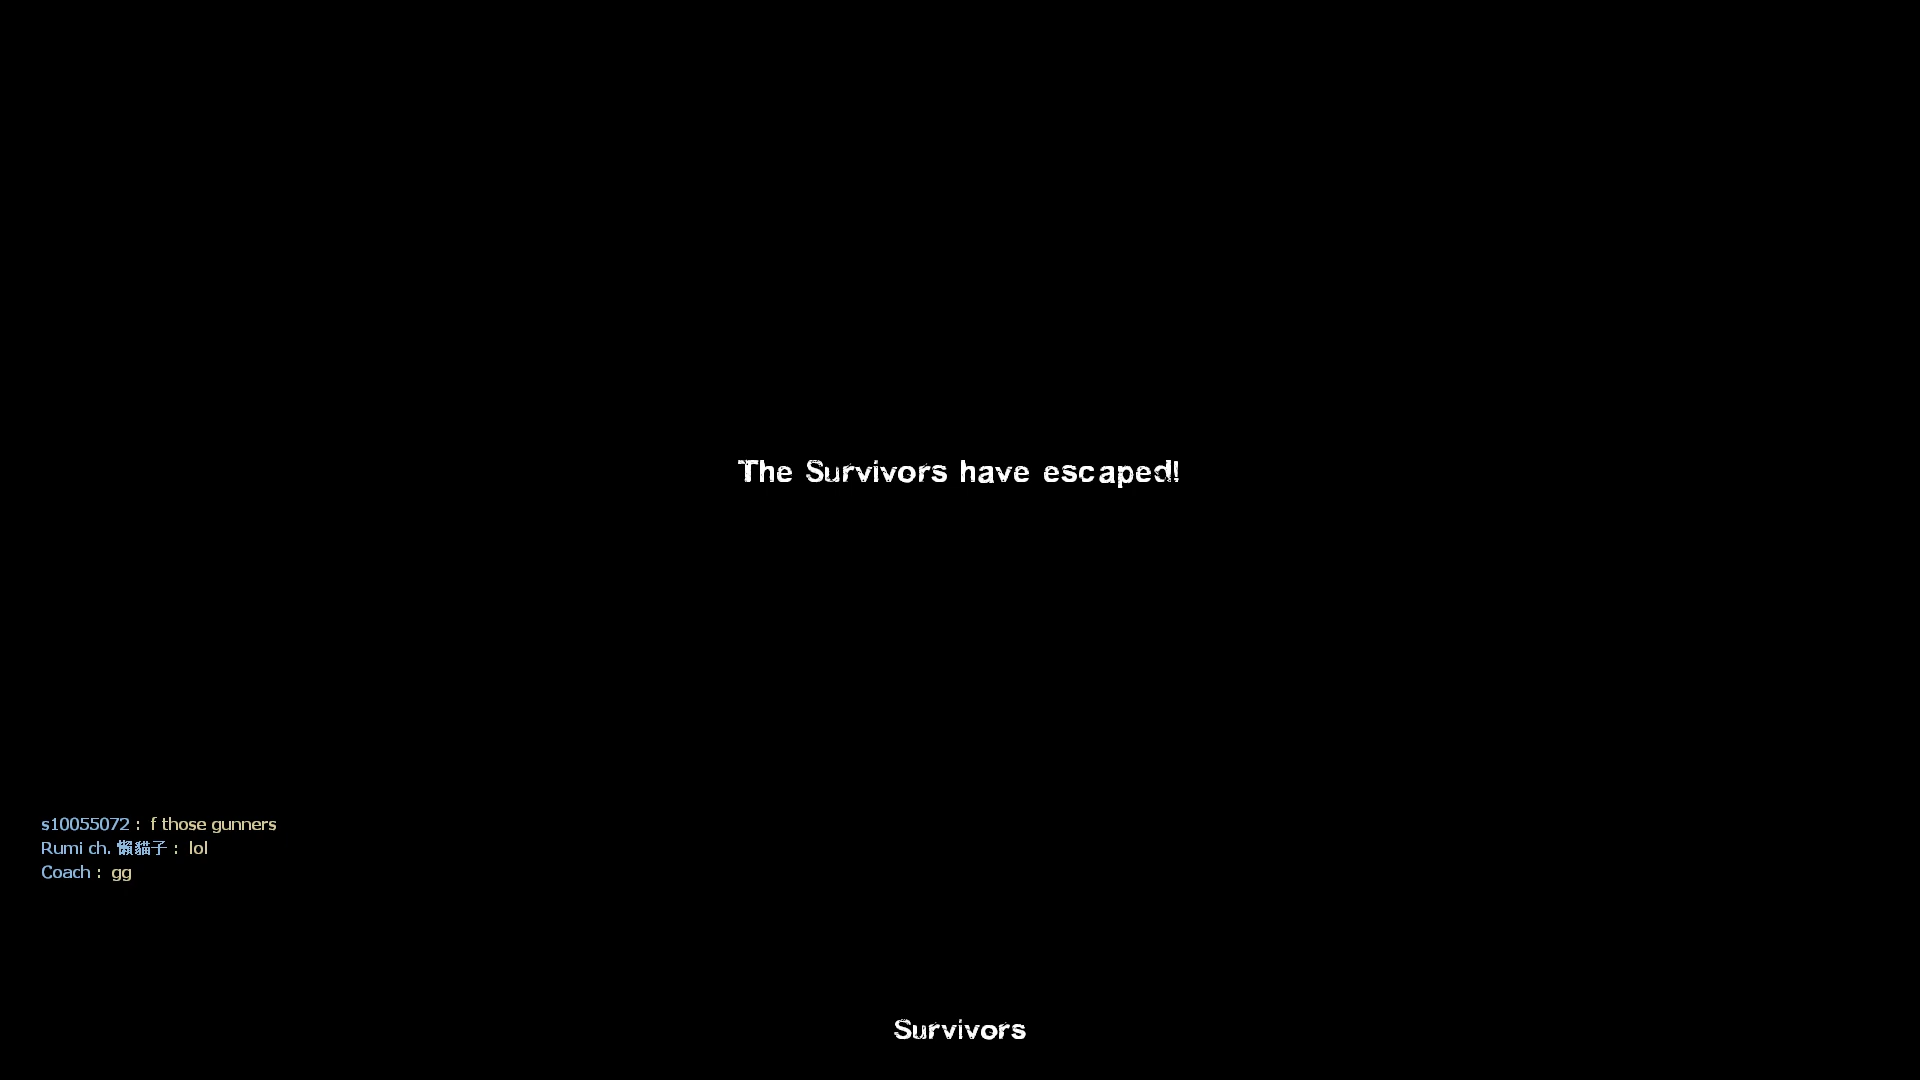 The Survivors have escaped!
s10055072 : f those gunners
Rumi ch. 懶貓子 : lol
Coach : gg
Survivors